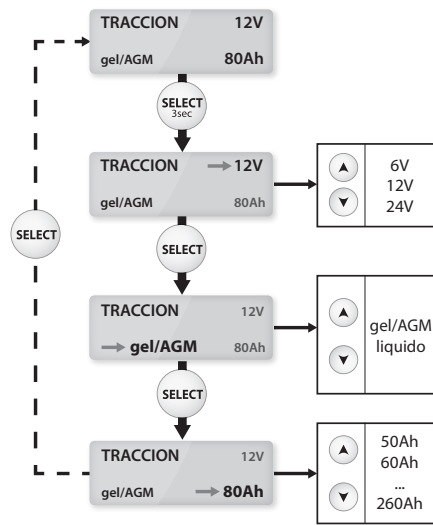 TRACCION 12V
gel/AGM 80Ah
SELECT
3sec
TRACCION 12V
gel/AGM 80Ah
6V
12V
24V
SELECT
SELECT
TRACCION 12V
gel/AGM 80Ah
gel/AGM
liquido
SELECT
TRACCION 12V
gel/AGM 80Ah
50Ah
60Ah
...
260Ah